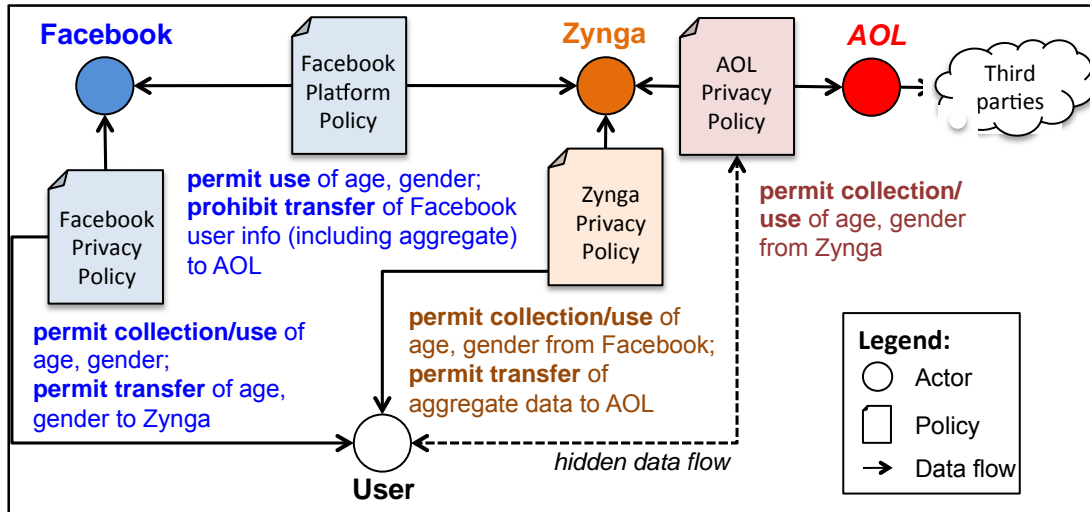 Facebook
Zynga
AOL
Facebook
Platform
Policy
AOL
Privacy
Policy
Third
parties
Facebook
Privacy
Policy
permit use of age, gender;
prohibit transfer of Facebook
user info (including aggregate)
to AOL
Zynga
Privacy
Policy
permit collection/
use of age, gender
from Zynga
permit collection/use of
age, gender;
permit transfer of age,
gender to Zynga
permit collection/use of
age, gender from Facebook;
permit transfer of
aggregate data to AOL
hidden data flow
User
Legend:
Actor
Policy
Data flow